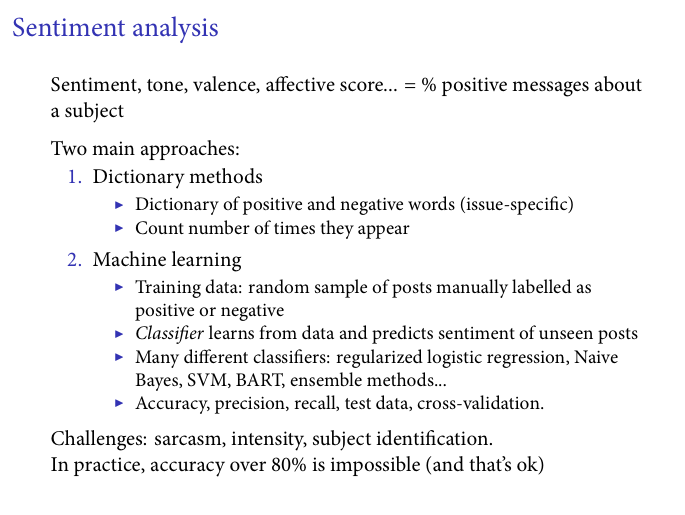 Sentiment analysis
Sentiment, tone, valence, affective score... = % positive messages about
a subject
Two main approaches:
1. Dictionary methods
▶ Dictionary of positive and negative words (issue-specific)
▶ Count number of times they appear
2. Machine learning
▶ Training data: random sample of posts manually labelled as
positive or negative
▶ Classifier learns from data and predicts sentiment of unseen posts
▶ Many different classifiers: regularized logistic regression, Naive
Bayes, SVM, BART, ensemble methods...
▶ Accuracy, precision, recall, test data, cross-validation.
Challenges: sarcasm, intensity, subject identification.
In practice, accuracy over 80% is impossible (and that's ok)